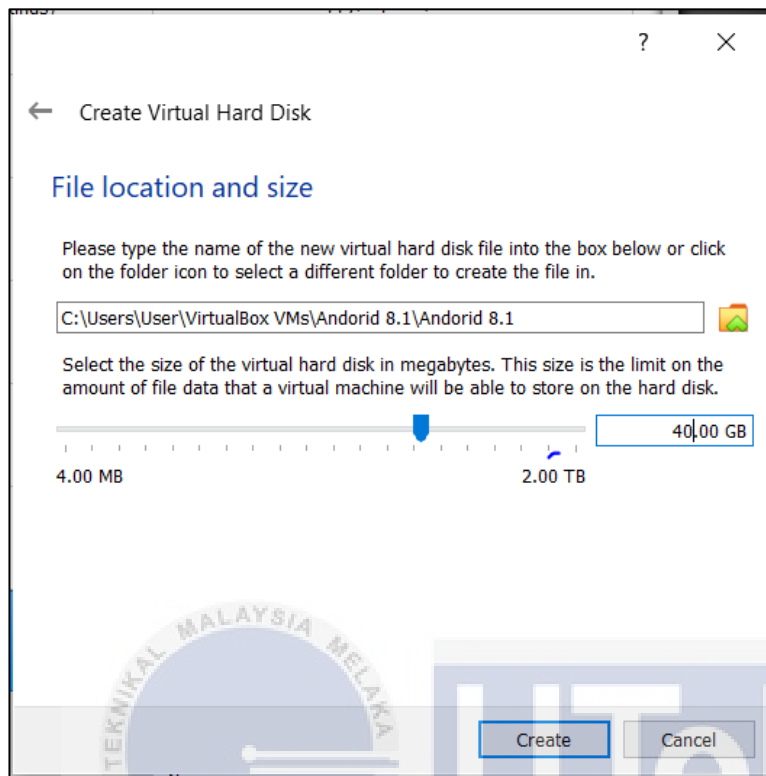 ?
Create Virtual Hard Disk
File location and size
Please type the name of the new virtual hard disk file into the box below or click
on the folder icon to select a different folder to create the file in.
C:\Users\User\VirtualBox VMs\Andorid 8.1\Andorid 8.1
Select the size of the virtual hard disk in megabytes. This size is the limit on the
amount of file data that a virtual machine will be able to store on the hard disk.
40.00 GB
4.00 MB 2.00 TB
TEKNIKAL MALAYSIA MELAKA
Create Cancel